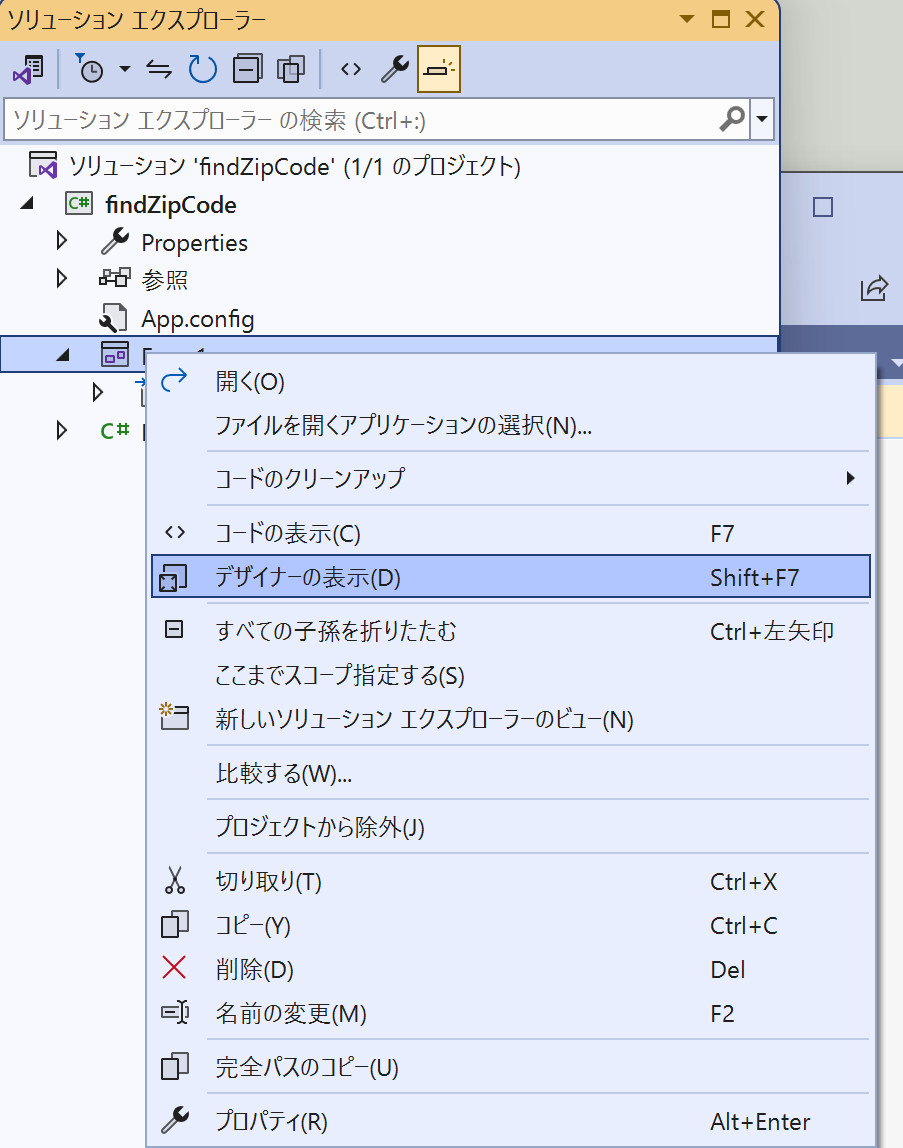 ソリューション エクスプローラー
ソリューション エクスプローラー の検索 (Ctrl+:)
ソリューション 'findZipCode' (1/1 のプロジェクト)
C# findZipCode
Properties
参照
App.config
C#
開く(O)
ファイルを開くアプリケーションの選択(N)...
コードのクリーンアップ
コードの表示(C) F7
デザイナーの表示(D) Shift+F7
すべての子孫を折りたたむ Ctrl+左矢印
ここまでスコープ指定する(S)
新しいソリューション エクスプローラーのビュー(N)
比較する(W)...
プロジェクトから除外(J)
切り取り(T) Ctrl+X
コピー(Y) Ctrl+C
削除(D) Del
名前の変更(M) F2
完全パスのコピー(U)
プロパティ(R) Alt+Enter